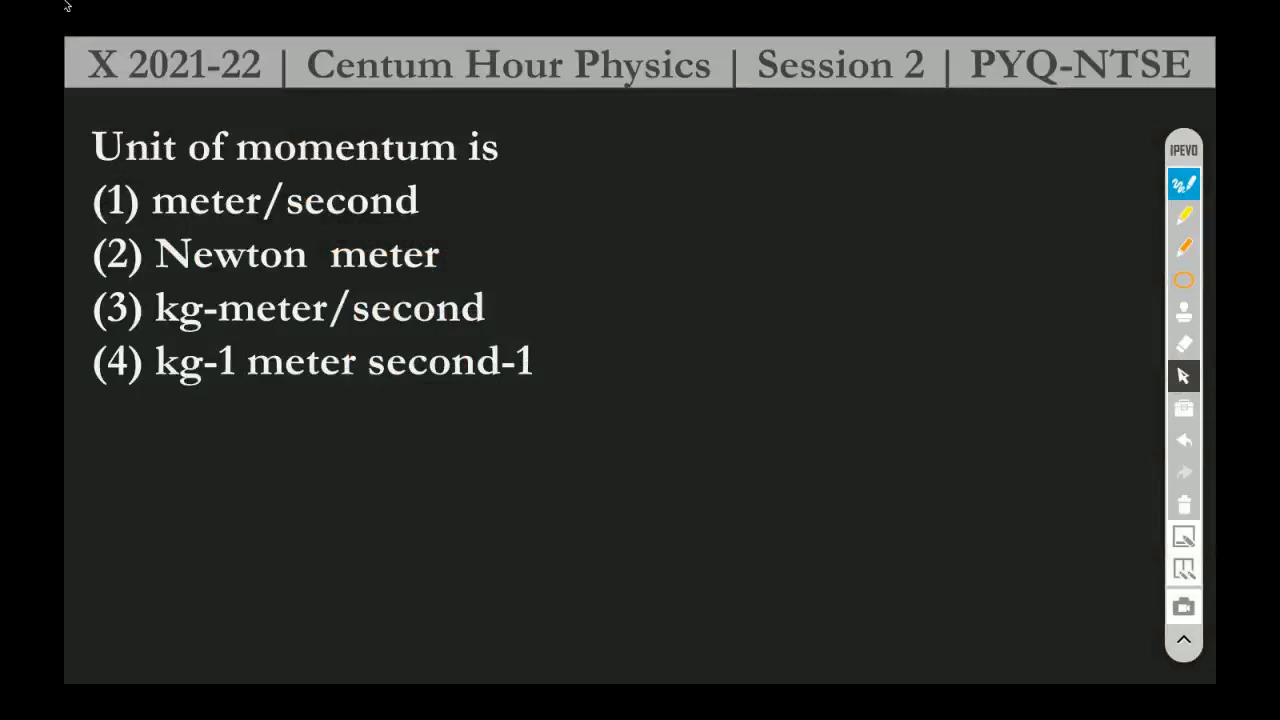 X 2021-22 | Centum Hour Physics | Session 2 | PYQ-NTSE
Unit of momentum is
(1) meter/second
(2) Newton meter
(3) kg-meter/second
(4) kg-1 meter second-1
IPEVO